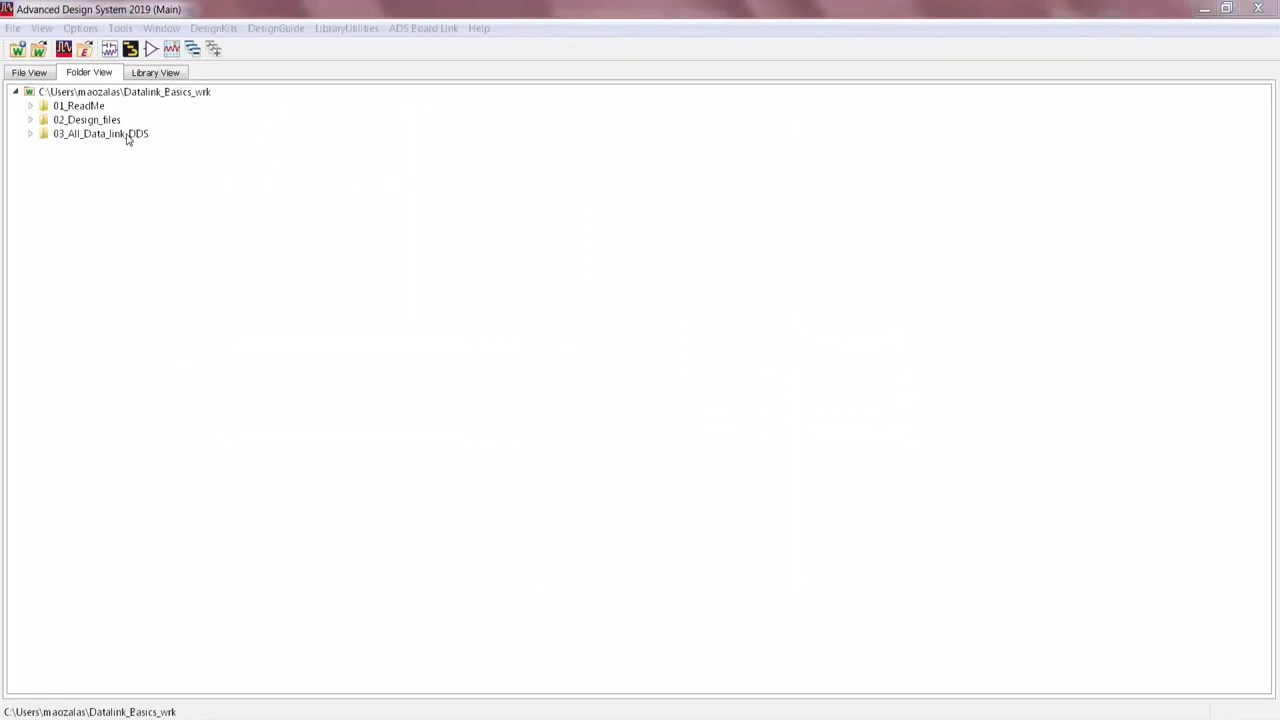 Advanced Design System 2019 (Main)
File View Options Tools Window DesignKits DesignGuide LibraryUtilities ADS Board Link Help
File View Folder View Library View
C:\Users\maozalas\Datalink_Basics_wrk
01_ReadMe
02_Design_files
03_All_Data_link_DDS
C:\Users\maozalas\Datalink_Basics_wrk